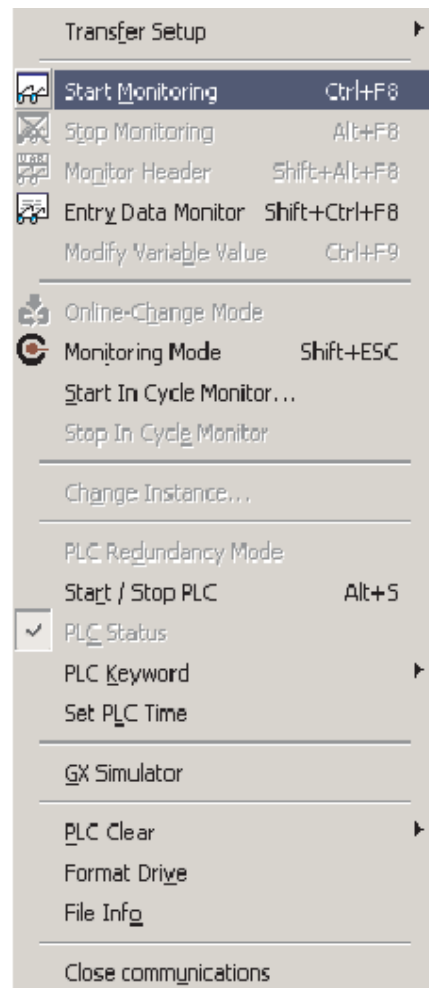 Transfer Setup
Start Monitoring Ctrl+F8
Stop Monitoring Alt+F8
Monitor Header Shift+Alt+F8
Entry Data Monitor Shift+Ctrl+F8
Modify Variable Value Ctrl+F9
Online-Change Mode
Monitoring Mode Shift+ESC
Start In Cycle Monitor...
Stop In Cycle Monitor
Change Instance...
PLC Redundancy Mode
Start / Stop PLC Alt+S
PLC Status
PLC Keyword
Set PLC Time
GX Simulator
PLC Clear
Format Drive
File Info
Close communications